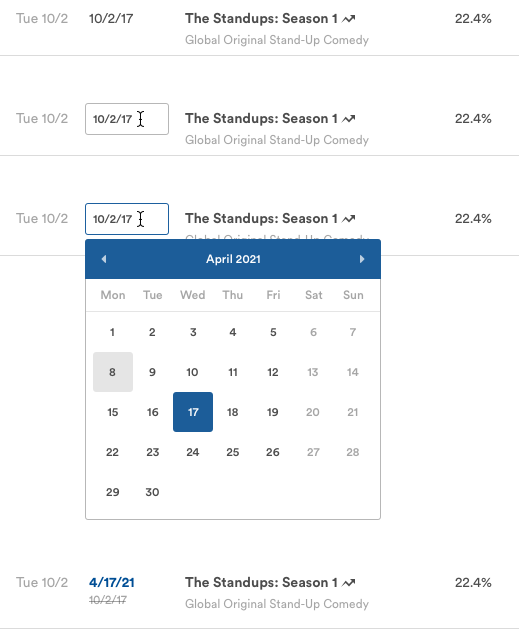 Tue 10/2 10/2/17 The Standups: Season 1 22.4%
Global Original Stand-Up Comedy
Tue 10/2 10/2/17 The Standups: Season 1 22.4%
Global Original Stand-Up Comedy
Tue 10/2 10/2/17 The Standups: Season 1 22.4%
Global Original Stand-Up Comedy
April 2021
Mon Tue Wed Thu Fri Sat Sun
1 2 3 4 5 6 7
8 9 10 11 12 13 14
15 16 17 18 19 20 21
22 23 24 25 26 27 28
29 30
Tue 10/2 4/17/21 The Standups: Season 1 22.4%
10/2/17 Global Original Stand-Up Comedy